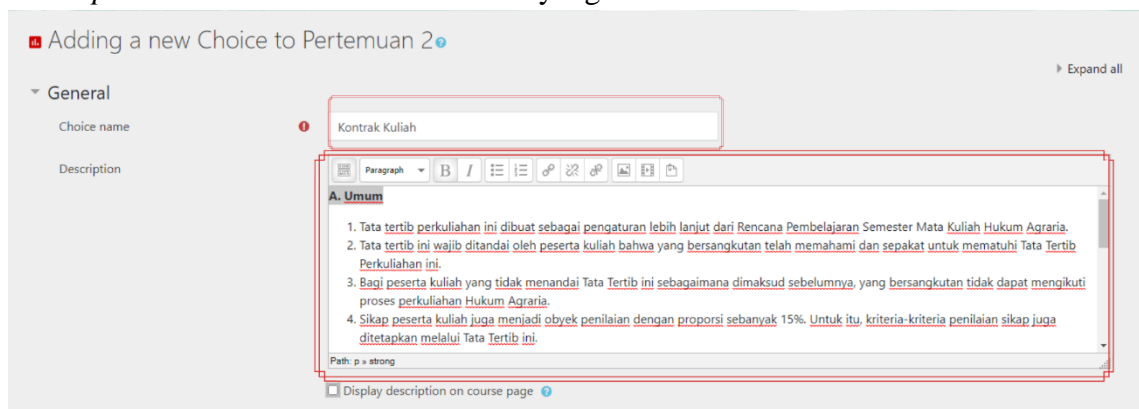 Adding a new Choice to Pertemuan 2
Expand all
General
Choice name
Kontrak Kuliah
Description
Paragraph B I
A. Umum
1. Tata tertib perkuliahan ini dibuat sebagai pengaturan lebih lanjut dari Rencana Pembelajaran Semester Mata Kuliah Hukum Agraria.
2. Tata tertib ini wajib ditandai oleh peserta kuliah bahwa yang bersangkutan telah memahami dan sepakat untuk mematuhi Tata Tertib
Perkuliahan ini.
3. Bagi peserta kuliah yang tidak menandai Tata Tertib ini sebagaimana dimaksud sebelumnya, yang bersangkutan tidak dapat mengikuti
proses perkuliahan Hukum Agraria.
4. Sikap peserta kuliah juga menjadi obyek penilaian dengan proporsi sebanyak 15%. Untuk itu, kriteria-kriteria penilaian sikap juga
ditetapkan melalui Tata Tertib ini.
Path: p » strong
Display description on course page